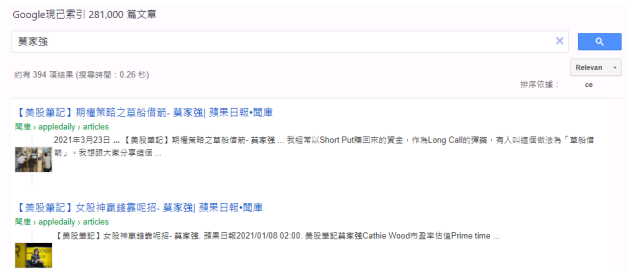 Google現已索引 281,000 篇文章
莫家強
約有 394 項結果 (搜尋時間：0.26 秒)
排序依據：
Relevan
ce
【美股筆記】期權策略之草船借箭- 莫家強| 蘋果日報•聞庫
聞庫 › appledaily › articles
2021年3月23日 ... 【美股筆記】期權策略之草船借箭- 莫家強 ... 我經常以Short Put賺回來的資金，作為Long Call的彈藥，有人叫這個做法為「草船借
箭」。我想跟大家分享這個 ...
【美股筆記】女股神贏錢靠呢招- 莫家強| 蘋果日報•聞庫
聞庫 › appledaily › articles
【美股筆記】女股神贏錢靠呢招- 莫家強. 蘋果日報2021/01/08 02:00. 美股筆記莫家強Cathie Wood市盈率估值Prime time ...